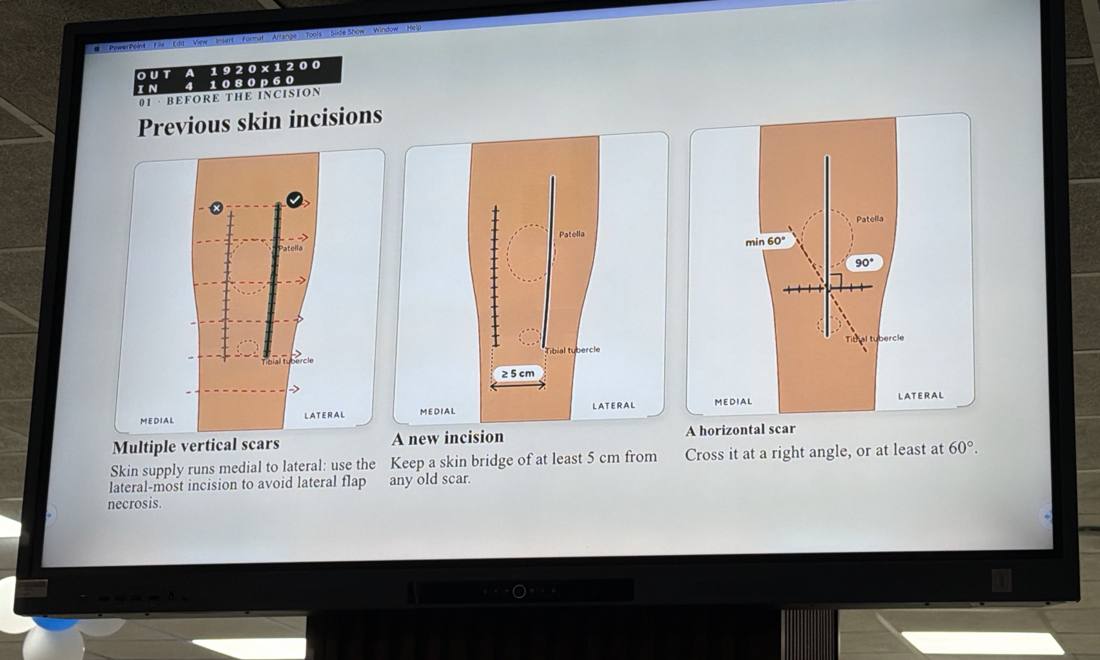 PowerPoint File Edit View Insert Format Arrange Tools Slide Show Window Help
OUT A 1920x1200
IN 4 1080p60
01 · BEFORE THE INCISION
Previous skin incisions
Patella
Tibial tubercle
MEDIAL
LATERAL
Multiple vertical scars
Skin supply runs medial to lateral: use the
lateral-most incision to avoid lateral flap
necrosis.
Patella
Tibial tubercle
≥ 5 cm
MEDIAL
LATERAL
A new incision
Keep a skin bridge of at least 5 cm from
any old scar.
Patella
min 60°
90°
Tibial tubercle
MEDIAL
LATERAL
A horizontal scar
Cross it at a right angle, or at least at 60°.